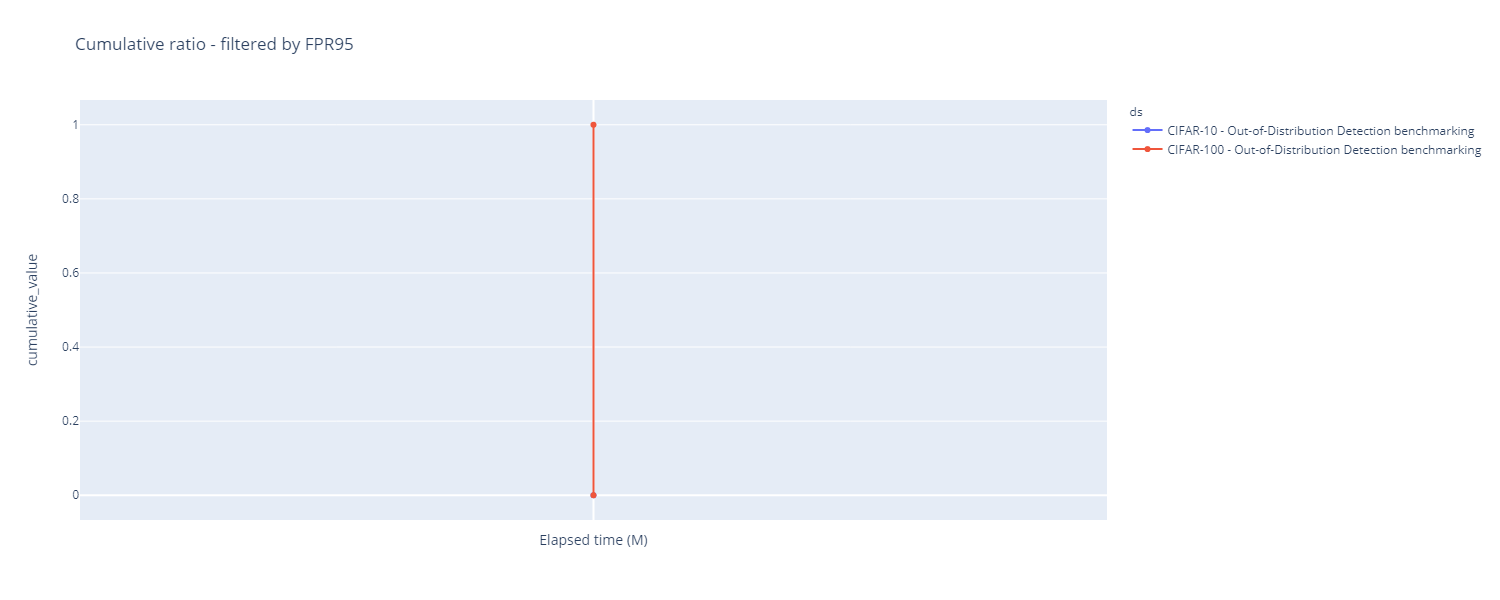 Cumulative ratio - filtered by FPR95
ds
CIFAR-10 - Out-of-Distribution Detection benchmarking
CIFAR-100 - Out-of-Distribution Detection benchmarking
1
0.8
0.6
0.4
0.2
0
cumulative_value
Elapsed time (M)